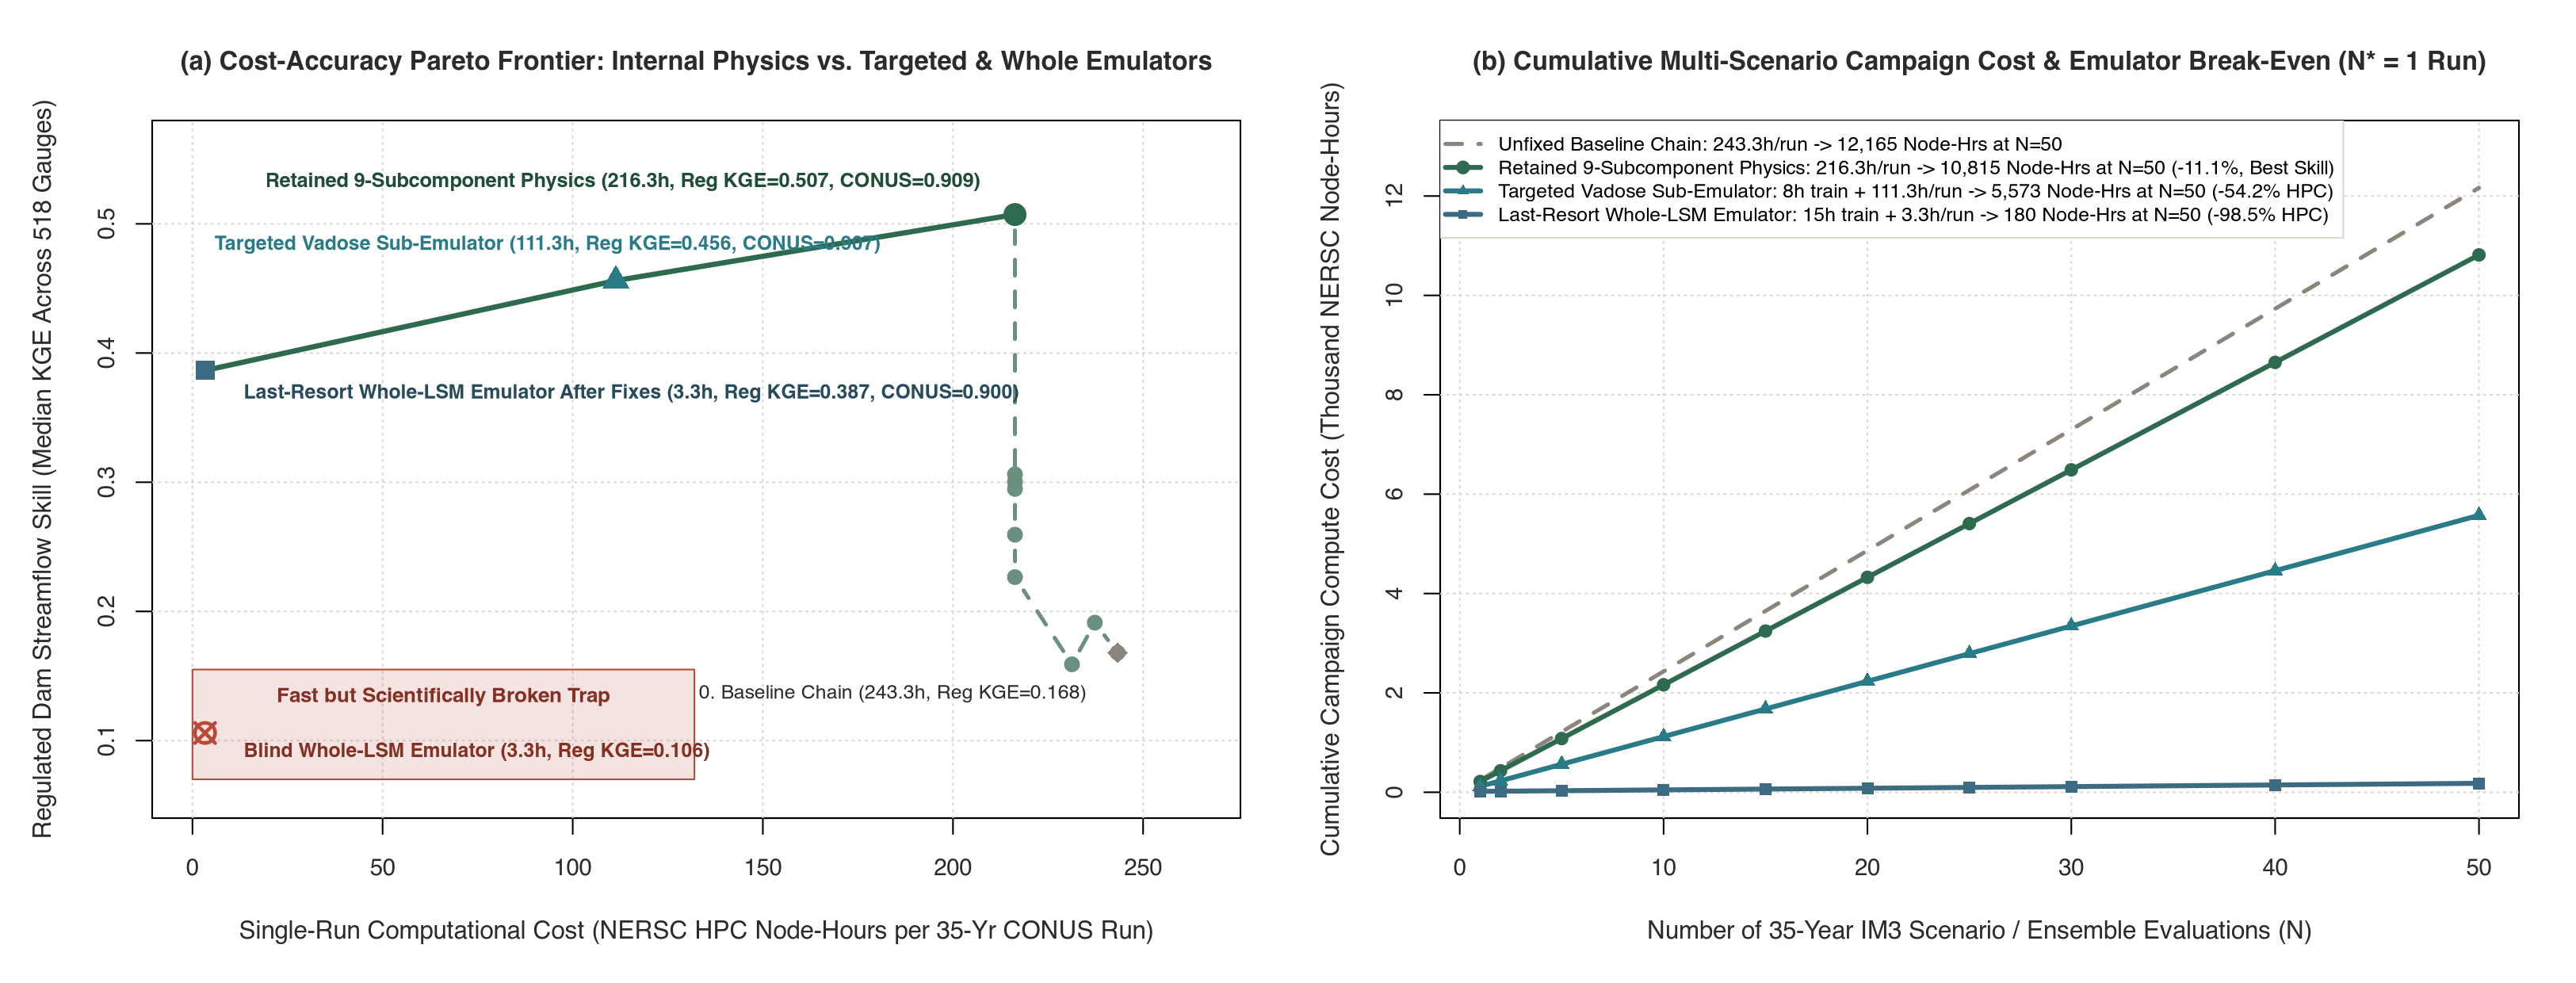 (a) Cost-Accuracy Pareto Frontier: Internal Physics vs. Targeted & Whole Emulators
Regulated Dam Streamflow Skill (Median KGE Across 518 Gauges)
0.5
0.4
0.3
0.2
0.1
Retained 9-Subcomponent Physics (216.3h, Reg KGE=0.507, CONUS=0.909)
Targeted Vadose Sub-Emulator (111.3h, Reg KGE=0.456, CONUS=0.907)
Last-Resort Whole-LSM Emulator After Fixes (3.3h, Reg KGE=0.387, CONUS=0.900)
Fast but Scientifically Broken Trap
0. Baseline Chain (243.3h, Reg KGE=0.168)
Blind Whole-LSM Emulator (3.3h, Reg KGE=0.106)
0 50 100 150 200 250
Single-Run Computational Cost (NERSC HPC Node-Hours per 35-Yr CONUS Run)
(b) Cumulative Multi-Scenario Campaign Cost & Emulator Break-Even (N* = 1 Run)
Cumulative Campaign Compute Cost (Thousand NERSC Node-Hours)
Unfixed Baseline Chain: 243.3h/run -> 12,165 Node-Hrs at N=50
Retained 9-Subcomponent Physics: 216.3h/run -> 10,815 Node-Hrs at N=50 (-11.1%, Best Skill)
Targeted Vadose Sub-Emulator: 8h train + 111.3h/run -> 5,573 Node-Hrs at N=50 (-54.2% HPC)
Last-Resort Whole-LSM Emulator: 15h train + 3.3h/run -> 180 Node-Hrs at N=50 (-98.5% HPC)
12
10
8
6
4
2
0
0 10 20 30 40 50
Number of 35-Year IM3 Scenario / Ensemble Evaluations (N)